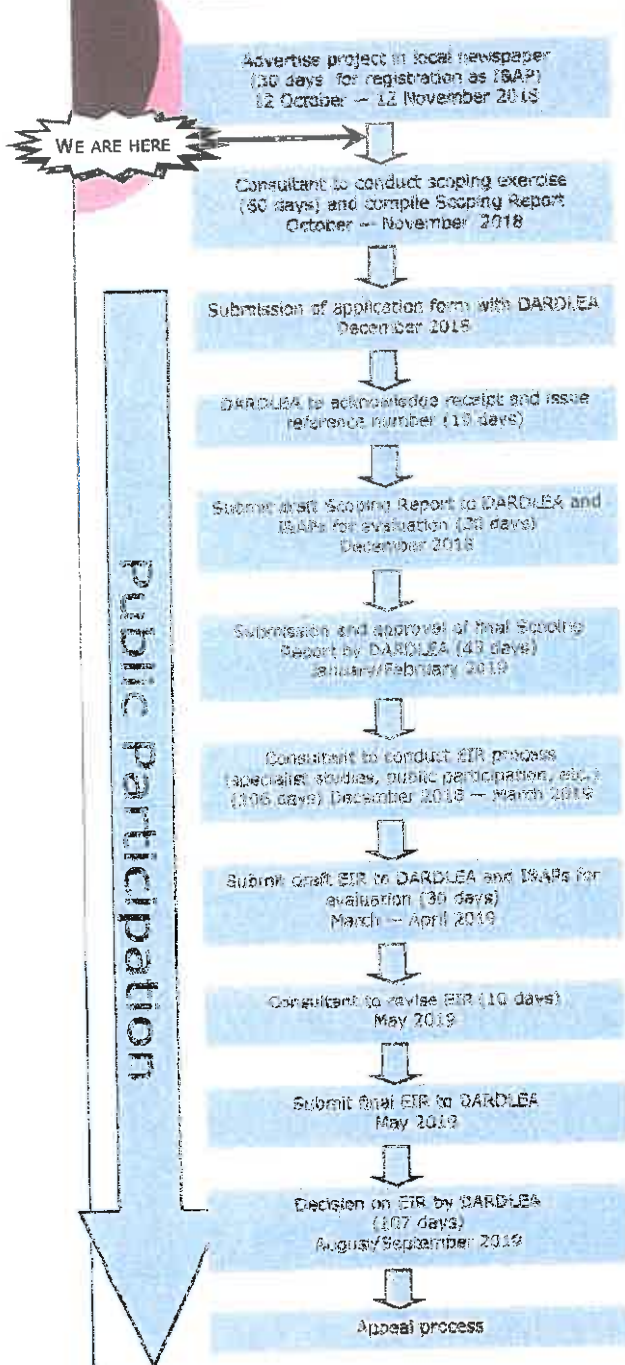 Advertise project in local newspaper
(30 days for registration as I&AP)
12 October – 12 November 2018
WE ARE HERE
Consultant to conduct scoping exercise
(60 days) and compile Scoping Report
October – November 2018
Submission of application form with DARDLEA
December 2018
DARDLEA to acknowledge receipt and issue
reference number (10 days)
Submit draft Scoping Report to DARDLEA and
I&APs for evaluation (30 days)
December 2018
Submission and approval of final Scoping
Report by DARDLEA (43 days)
January/February 2019
Consultant to conduct EIR process
(specialist studies, public participation, etc.)
(106 days) December 2018 – March 2019
Submit draft EIR to DARDLEA and I&APs for
evaluation (30 days)
March – April 2019
Consultant to revise EIR (10 days)
May 2019
Submit final EIR to DARDLEA
May 2019
Decision on EIR by DARDLEA
(107 days)
August/September 2019
Appeal process
Public Participation